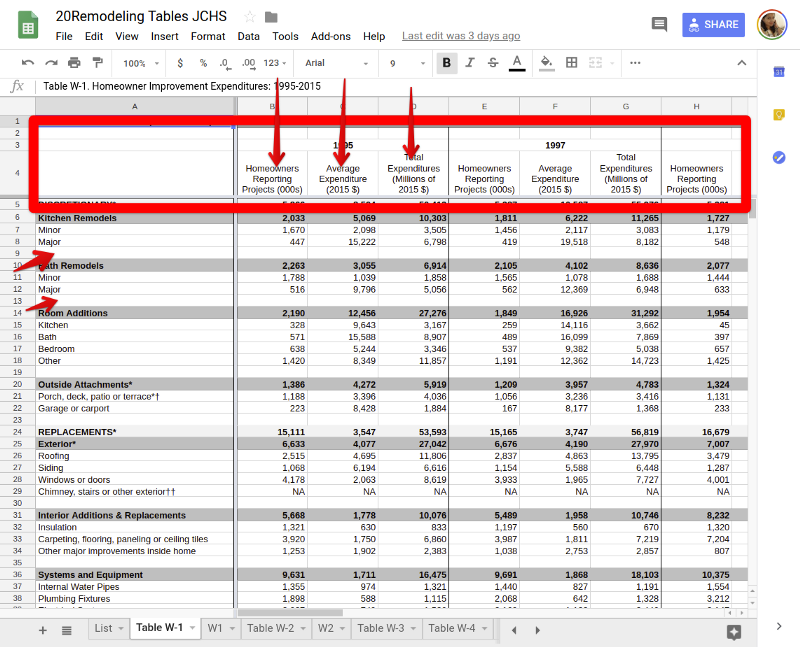 20Remodeling Tables JCHS
SHARE
File Edit View Insert Format Data Tools Add-ons Help Last edit was 3 days ago
100% $ % .0 .00 123 Arial 9 B I S A
fx Table W-1. Homeowner Improvement Expenditures: 1995-2015
31
A B C D E F G H
1
2
3 1995 1997
4 Homeowners Reporting Projects (000s) Average Expenditure (2015 $) Total Expenditures (Millions of 2015 $) Homeowners Reporting Projects (000s) Average Expenditure (2015 $) Total Expenditures (Millions of 2015 $) Homeowners Reporting Projects (000s)
5 DISCRETIONARY*
6 Kitchen Remodels 2,033 5,069 10,303 1,811 6,222 11,265 1,727
7 Minor 1,670 2,098 3,505 1,456 2,117 3,083 1,179
8 Major 447 15,222 6,798 419 19,518 8,182 548
9
10 Bath Remodels 2,263 3,055 6,914 2,105 4,102 8,636 2,077
11 Minor 1,788 1,039 1,858 1,565 1,078 1,688 1,444
12 Major 516 9,796 5,056 562 12,369 6,948 633
13
14 Room Additions 2,190 12,456 27,276 1,849 16,926 31,292 1,954
15 Kitchen 328 9,643 3,167 259 14,116 3,662 45
16 Bath 571 15,588 8,907 489 16,099 7,869 397
17 Bedroom 638 5,244 3,346 537 9,382 5,038 657
18 Other 1,420 8,349 11,857 1,191 12,362 14,723 1,425
19
20 Outside Attachments* 1,386 4,272 5,919 1,209 3,957 4,783 1,324
21 Porch, deck, patio or terrace*† 1,188 3,396 4,036 1,056 3,236 3,416 1,131
22 Garage or carport 223 8,428 1,884 167 8,177 1,368 233
23
24 REPLACEMENTS* 15,111 3,547 53,593 15,165 3,747 56,819 16,679
25 Exterior* 6,633 4,077 27,042 6,676 4,190 27,970 7,007
26 Roofing 2,515 4,695 11,806 2,837 4,863 13,795 3,479
27 Siding 1,068 6,194 6,616 1,154 5,588 6,448 1,287
28 Windows or doors 4,178 2,063 8,619 3,933 1,965 7,727 4,001
29 Chimney, stairs or other exterior†† NA NA NA NA NA NA NA
30
31 Interior Additions & Replacements 5,668 1,778 10,076 5,489 1,958 10,746 8,232
32 Insulation 1,321 630 833 1,197 560 670 1,320
33 Carpeting, flooring, paneling or ceiling tiles 3,920 1,750 6,860 3,987 1,811 7,219 7,204
34 Other major improvements inside home 1,253 1,902 2,383 1,038 2,753 2,857 807
35
36 Systems and Equipment 9,631 1,711 16,475 9,691 1,868 18,103 10,375
37 Internal Water Pipes 1,355 974 1,321 1,440 827 1,191 1,554
38 Plumbing Fixtures 1,898 588 1,115 2,068 642 1,328 3,212
List Table W-1 W1 Table W-2 W2 Table W-3 Table W-4